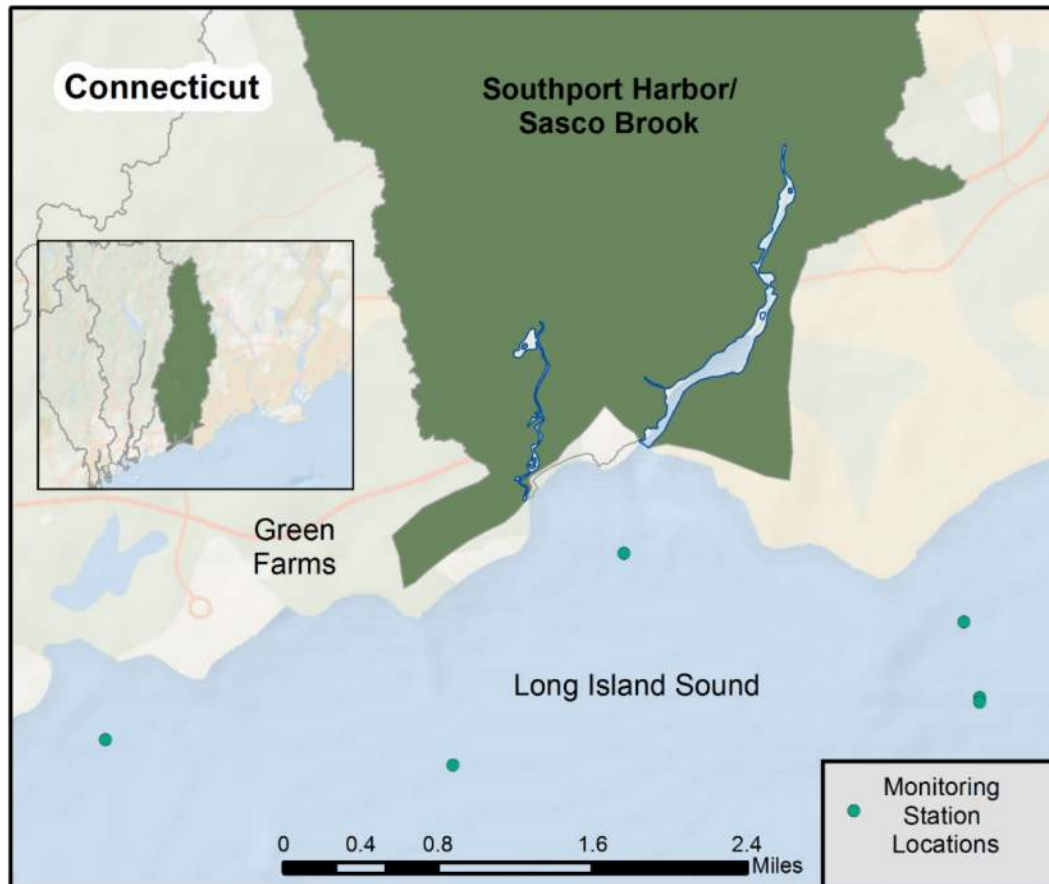 Connecticut
Southport Harbor/
Sasco Brook
Green
Farms
Long Island Sound
Monitoring
Station
Locations
0 0.4 0.8 1.6 2.4
Miles